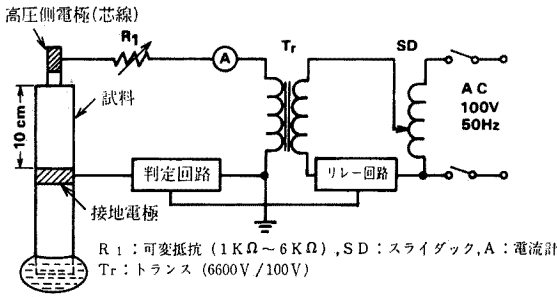 高圧側電極(芯線)
R₁
A
Tr
SD
試料
10 cm
AC
100V
50Hz
判定回路
リレー回路
接地電極
R₁：可変抵抗(1KΩ～6KΩ),SD：スライダック,A：電流計
Tr：トランス(6600V/100V)